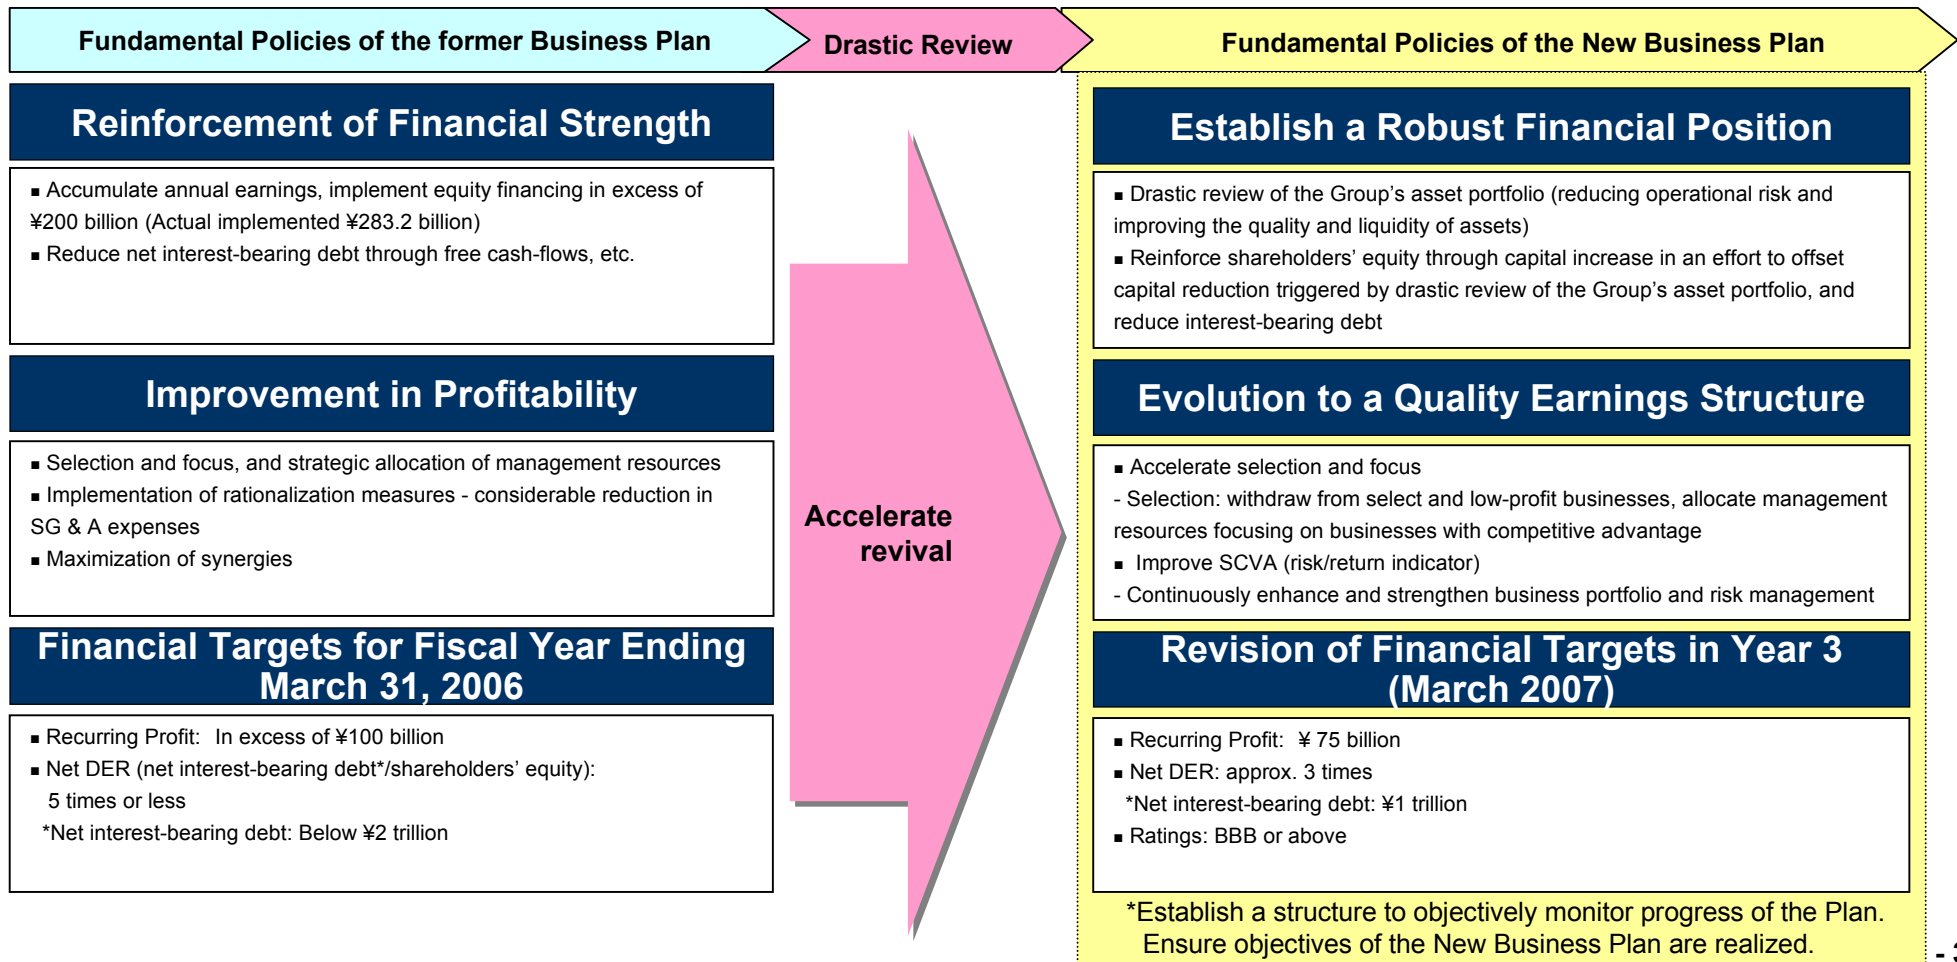 Fundamental Policies of the former Business Plan
Drastic Review
Fundamental Policies of the New Business Plan
Reinforcement of Financial Strength
■ Accumulate annual earnings, implement equity financing in excess of
¥200 billion (Actual implemented ¥283.2 billion)
■ Reduce net interest-bearing debt through free cash-flows, etc.
Improvement in Profitability
■ Selection and focus, and strategic allocation of management resources
■ Implementation of rationalization measures - considerable reduction in
SG & A expenses
■ Maximization of synergies
Financial Targets for Fiscal Year Ending
March 31, 2006
■ Recurring Profit: In excess of ¥100 billion
■ Net DER (net interest-bearing debt*/shareholders’ equity):
5 times or less
*Net interest-bearing debt: Below ¥2 trillion
Accelerate
revival
Establish a Robust Financial Position
■ Drastic review of the Group’s asset portfolio (reducing operational risk and
improving the quality and liquidity of assets)
■ Reinforce shareholders’ equity through capital increase in an effort to offset
capital reduction triggered by drastic review of the Group’s asset portfolio, and
reduce interest-bearing debt
Evolution to a Quality Earnings Structure
■ Accelerate selection and focus
- Selection: withdraw from select and low-profit businesses, allocate management
resources focusing on businesses with competitive advantage
■ Improve SCVA (risk/return indicator)
- Continuously enhance and strengthen business portfolio and risk management
Revision of Financial Targets in Year 3
(March 2007)
■ Recurring Profit: ¥ 75 billion
■ Net DER: approx. 3 times
*Net interest-bearing debt: ¥1 trillion
■ Ratings: BBB or above
*Establish a structure to objectively monitor progress of the Plan.
Ensure objectives of the New Business Plan are realized.